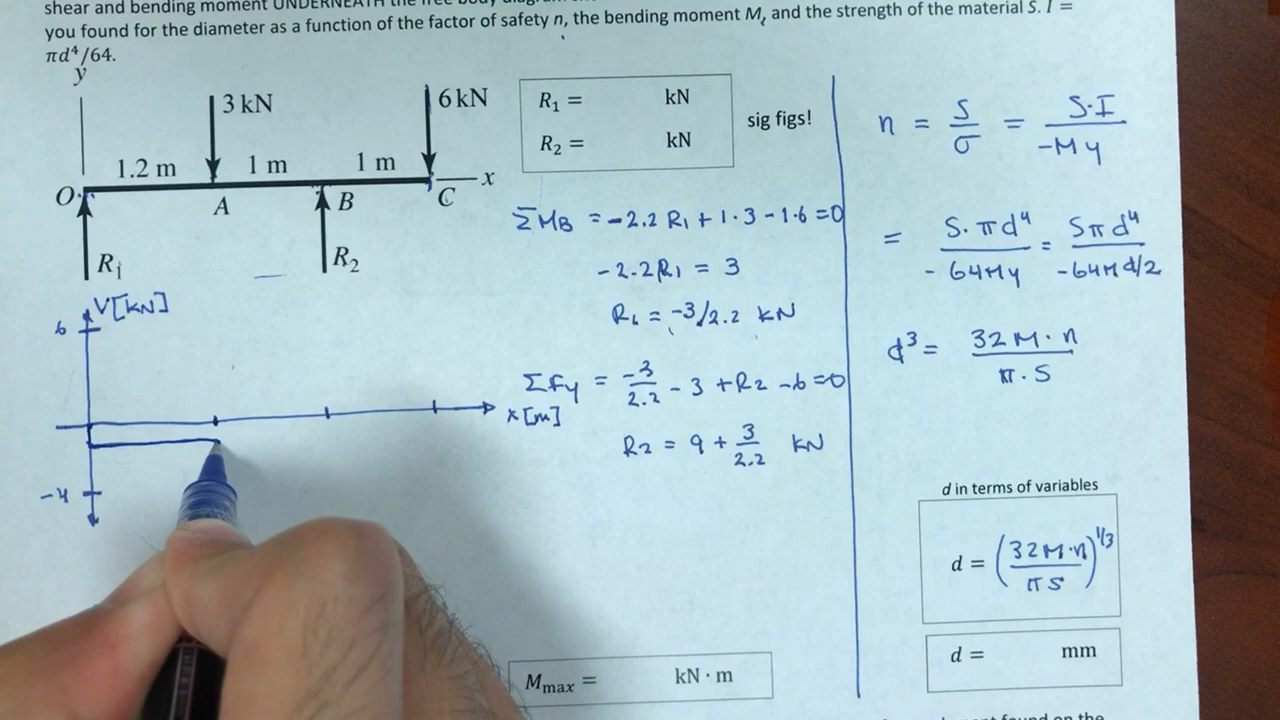 shear and bending moment UNDERNEATH the free body
you found for the diameter as a function of the factor of safety n, the bending moment M, and the strength of the material S. I =
πd⁴/64.
y
3 kN
6 kN
1.2 m
1 m
1 m
x
O
A
B
C
R₁
R₂
R₁ = kN
R₂ = kN
sig figs!
ΣMB = -2.2 R₁ + 1·3 - 1·6 = 0
-2.2R₁ = 3
R₁ = -3/2.2 kN
ΣFy = -3/2.2 - 3 + R2 - 6 = 0
R2 = 9 + 3/2.2 kN
V[kN]
6
-4
x[m]
n = S/σ = S·I/-My
= S·πd⁴/-64My = Sπd⁴/-64Md/2
d³ = 32M·n/π·S
d in terms of variables
d = (32M·n/πS)^1/3
d = mm
Mmax = kN · m